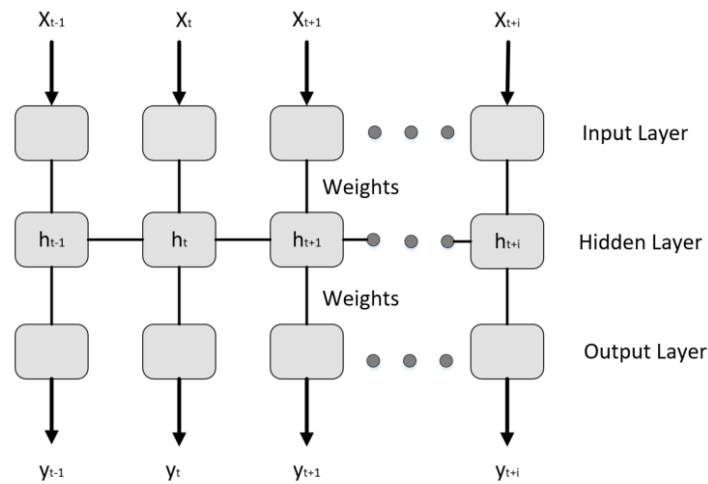 Xt-1 Xt Xt+1 Xt+i
Input Layer
Weights
ht-1 ht ht+1 ht+i Hidden Layer
Weights
Output Layer
yt-1 yt yt+1 yt+i